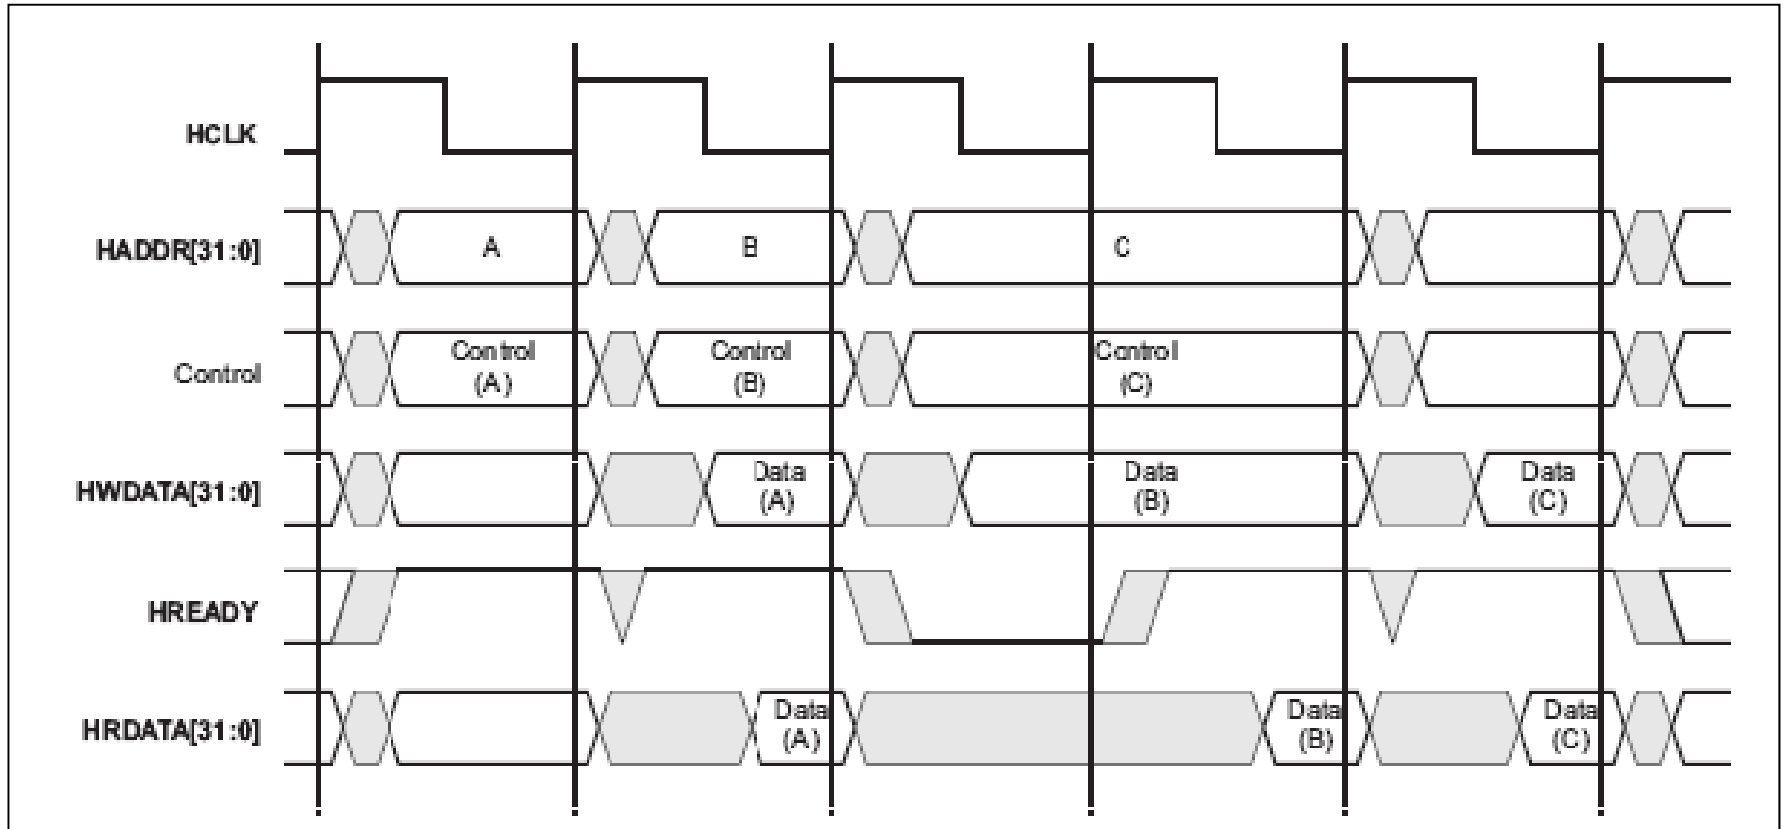 HCLK
HADDR[31:0]
A
B
C
Control
Control
(A)
Control
(B)
Control
(C)
HWDATA[31:0]
Data
(A)
Data
(B)
Data
(C)
HREADY
HRDATA[31:0]
Data
(A)
Data
(B)
Data
(C)